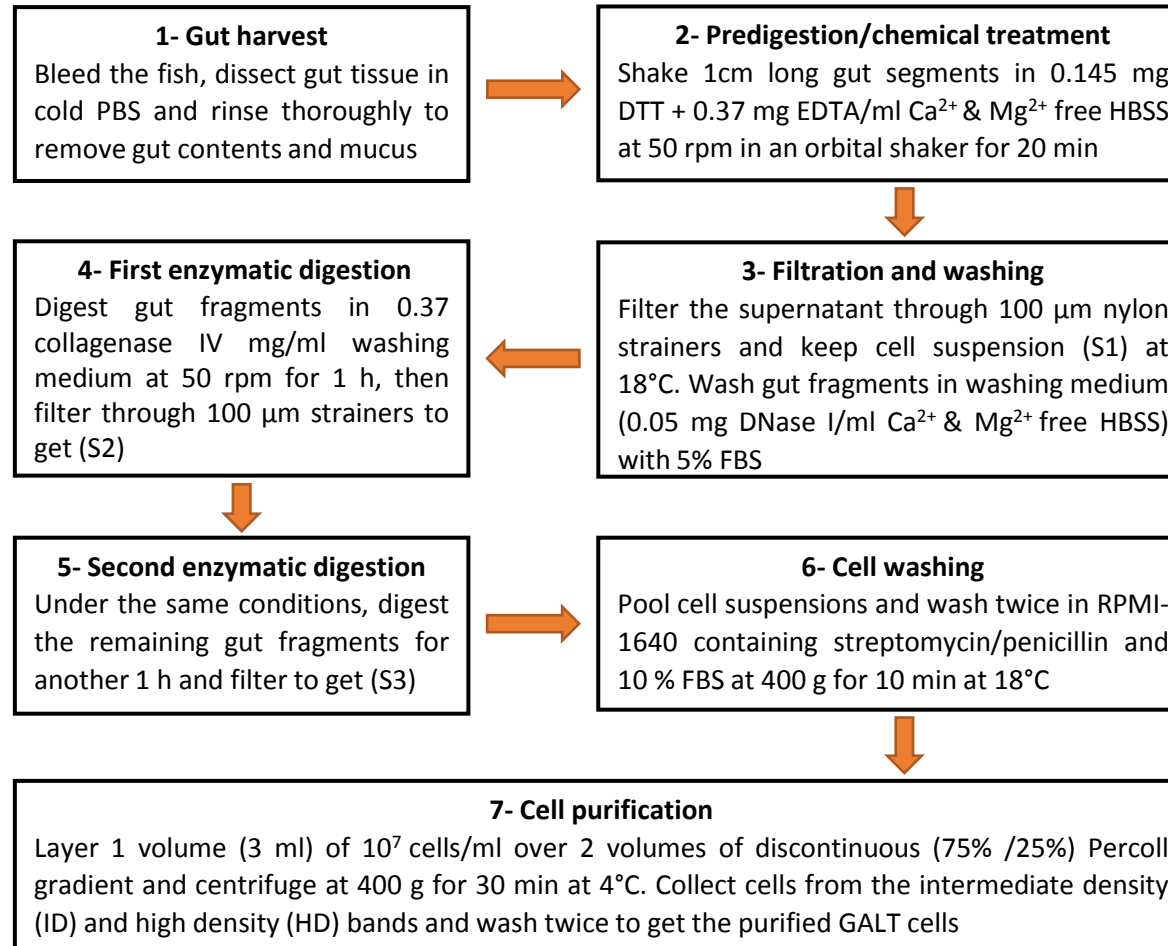 1- Gut harvest
Bleed the fish, dissect gut tissue in
cold PBS and rinse thoroughly to
remove gut contents and mucus
2- Predigestion/chemical treatment
Shake 1cm long gut segments in 0.145 mg
DTT + 0.37 mg EDTA/ml Ca²⁺ & Mg²⁺ free HBSS
at 50 rpm in an orbital shaker for 20 min
3- Filtration and washing
Filter the supernatant through 100 µm nylon
strainers and keep cell suspension (S1) at
18°C. Wash gut fragments in washing medium
(0.05 mg DNase I/ml Ca²⁺ & Mg²⁺ free HBSS)
with 5% FBS
4- First enzymatic digestion
Digest gut fragments in 0.37
collagenase IV mg/ml washing
medium at 50 rpm for 1 h, then
filter through 100 µm strainers to
get (S2)
5- Second enzymatic digestion
Under the same conditions, digest
the remaining gut fragments for
another 1 h and filter to get (S3)
6- Cell washing
Pool cell suspensions and wash twice in RPMI-
1640 containing streptomycin/penicillin and
10 % FBS at 400 g for 10 min at 18°C
7- Cell purification
Layer 1 volume (3 ml) of 10⁷ cells/ml over 2 volumes of discontinuous (75% /25%) Percoll
gradient and centrifuge at 400 g for 30 min at 4°C. Collect cells from the intermediate density
(ID) and high density (HD) bands and wash twice to get the purified GALT cells